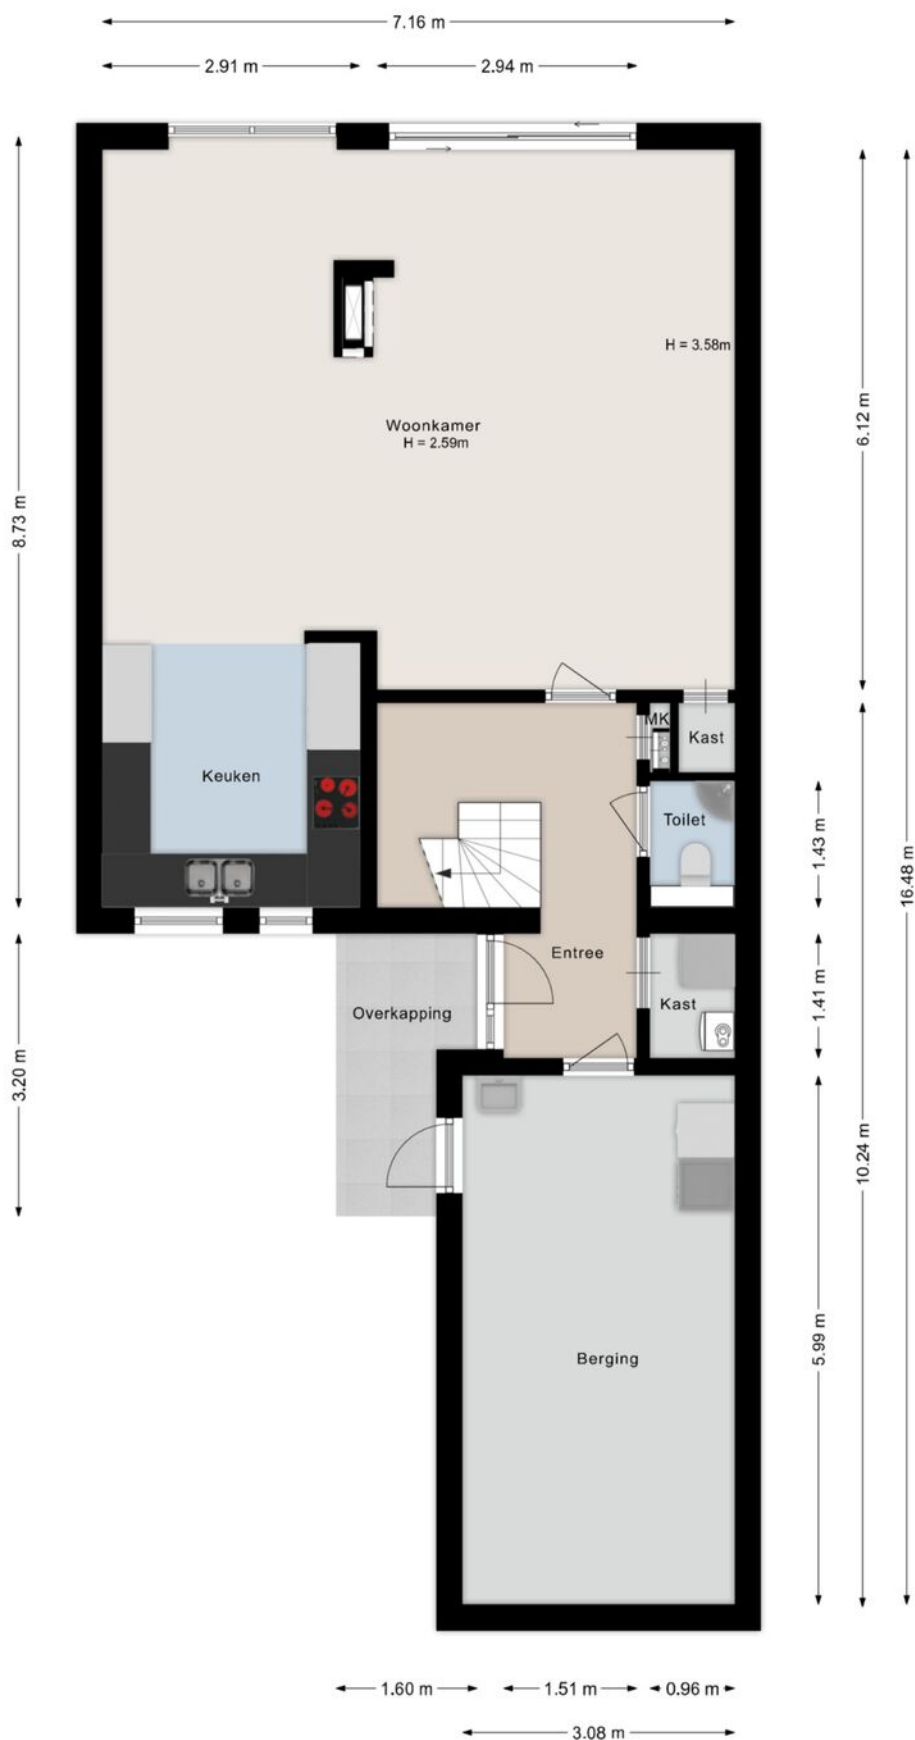 7.16 m
2.91 m
2.94 m
H = 3.58m
Woonkamer
H = 2.59m
6.12 m
8.73 m
MK
Kast
Keuken
Toilet
1.43 m
16.48 m
Entree
Kast
Overkapping
1.41 m
3.20 m
10.24 m
5.99 m
Berging
1.60 m
1.51 m
0.96 m
3.08 m